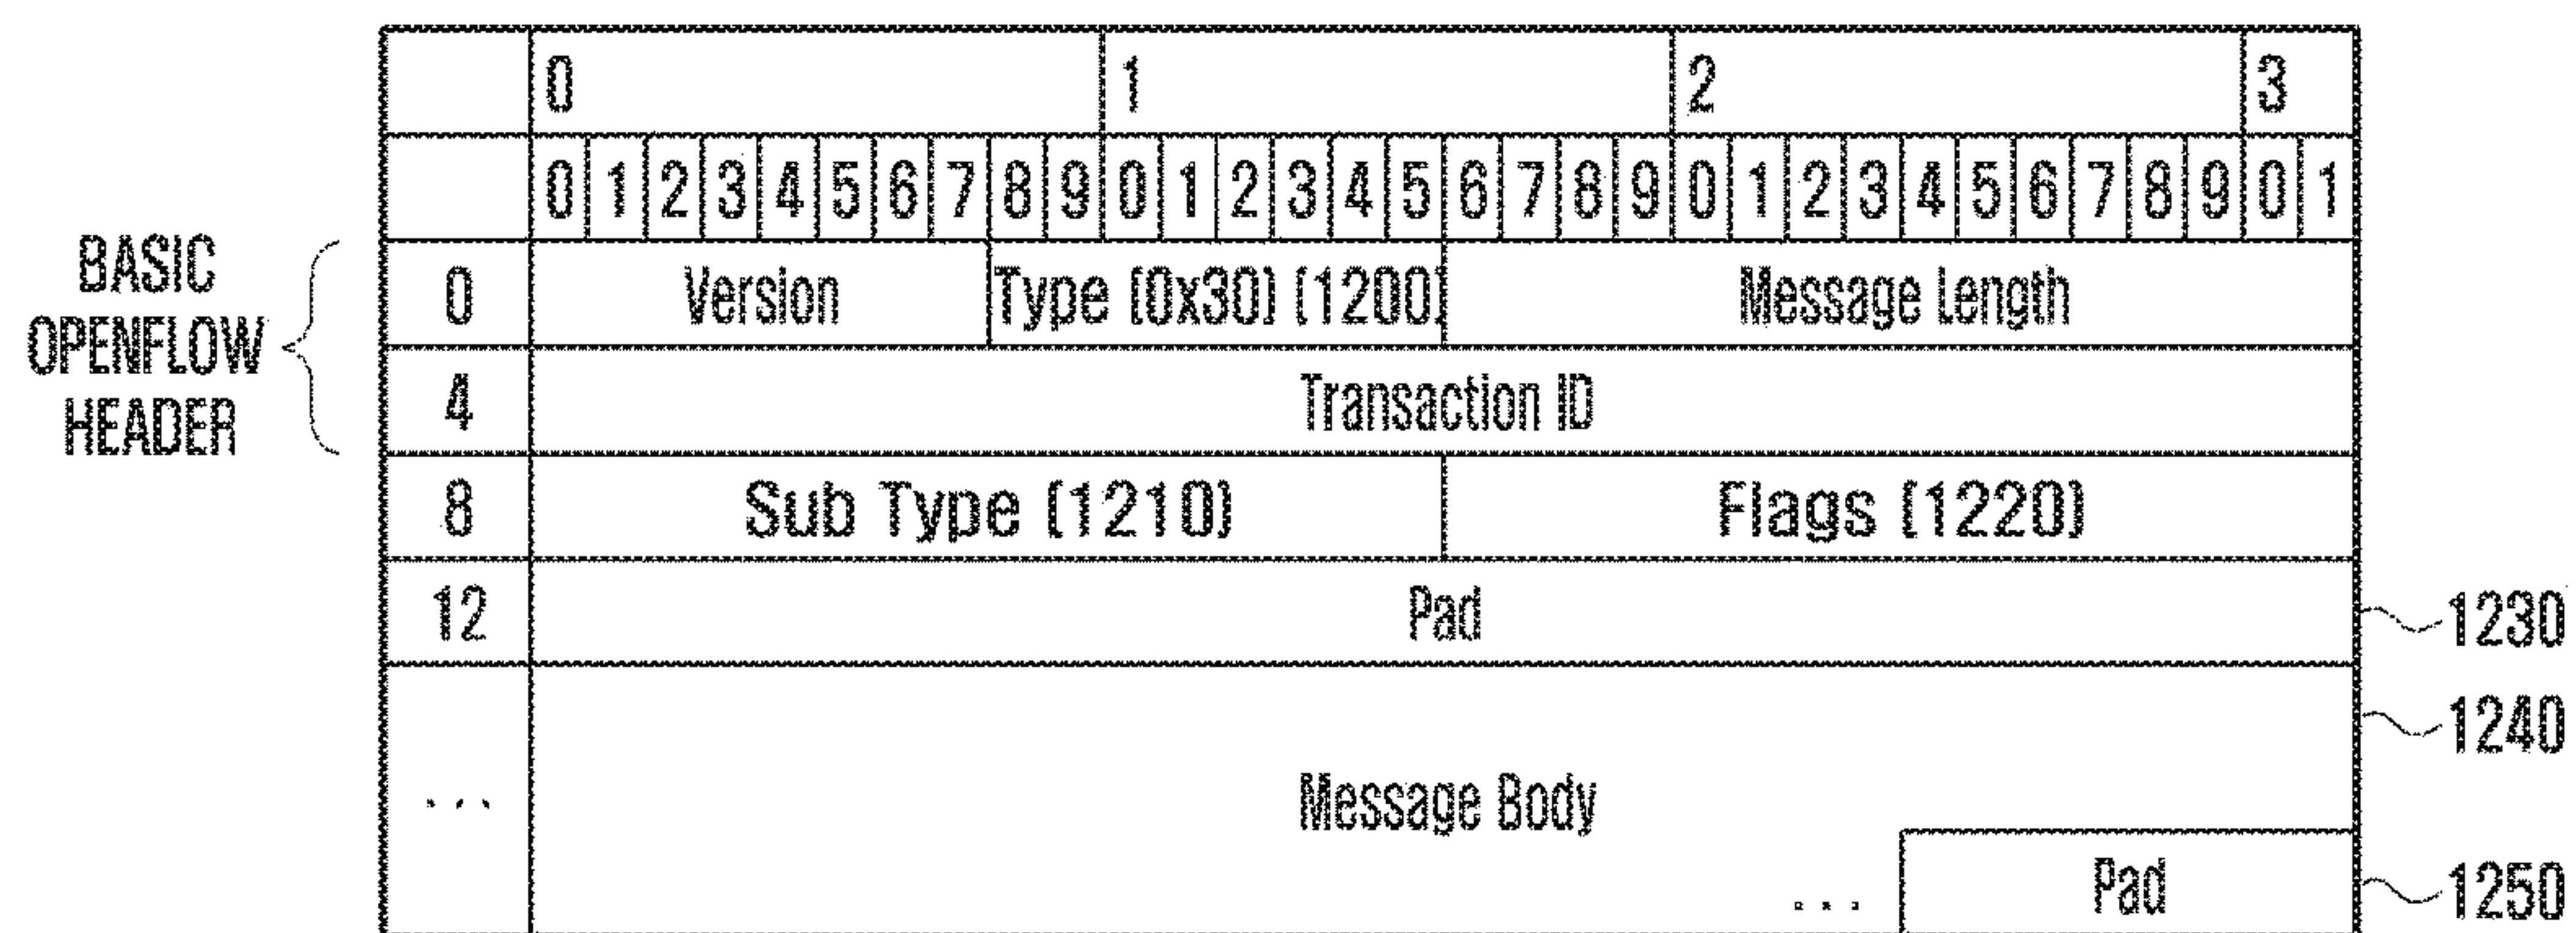 0 1 2 3
0 1 2 3 4 5 6 7 8 9 0 1 2 3 4 5 6 7 8 9 0 1 2 3 4 5 6 7 8 9 0 1
BASIC
OPENFLOW
HEADER
0 Version Type (0x30) (1200) Message Length
4 Transaction ID
8 Sub Type (1210) Flags (1220)
12 Pad 1230
1240
... Message Body
... Pad 1250